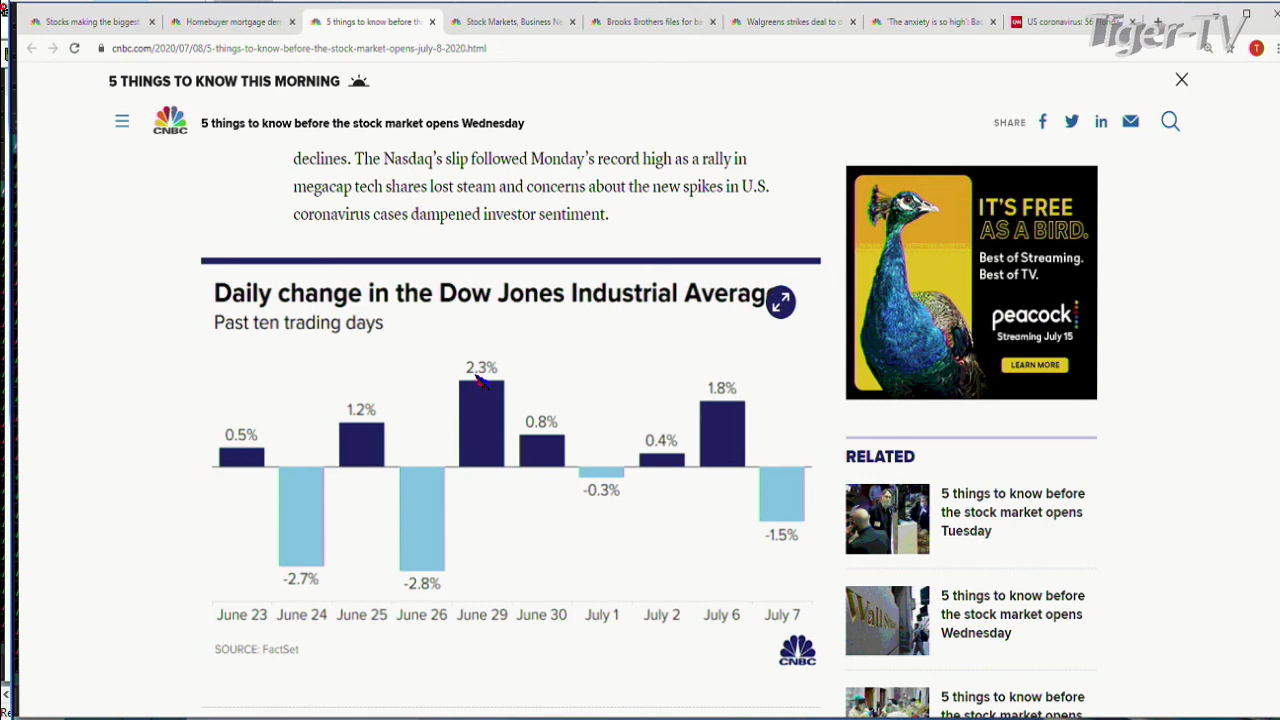 Stocks making the biggest
Homebuyer mortgage den
5 things to know before the
Stock Markets, Business Ne
Brooks Brothers files for ba
Walgreens strikes deal to o
'The anxiety is so high': Ba
US coronavirus: 56
Tiger-TV
cnbc.com/2020/07/08/5-things-to-know-before-the-stock-market-opens-july-8-2020.html
T
5 THINGS TO KNOW THIS MORNING
CNBC
5 things to know before the stock market opens Wednesday
SHARE
declines. The Nasdaq's slip followed Monday's record high as a rally in
megacap tech shares lost steam and concerns about the new spikes in U.S.
coronavirus cases dampened investor sentiment.
Daily change in the Dow Jones Industrial Average
Past ten trading days
0.5%
-2.7%
1.2%
-2.8%
2.3%
0.8%
-0.3%
0.4%
1.8%
-1.5%
June 23 June 24 June 25 June 26 June 29 June 30 July 1 July 2 July 6 July 7
SOURCE: FactSet
CNBC
IT'S FREE
AS A BIRD.
Best of Streaming.
Best of TV.
peacock
Streaming July 15
LEARN MORE
RELATED
5 things to know before
the stock market opens
Tuesday
5 things to know before
the stock market opens
Wednesday
5 things to know before
the stock market opens
Re